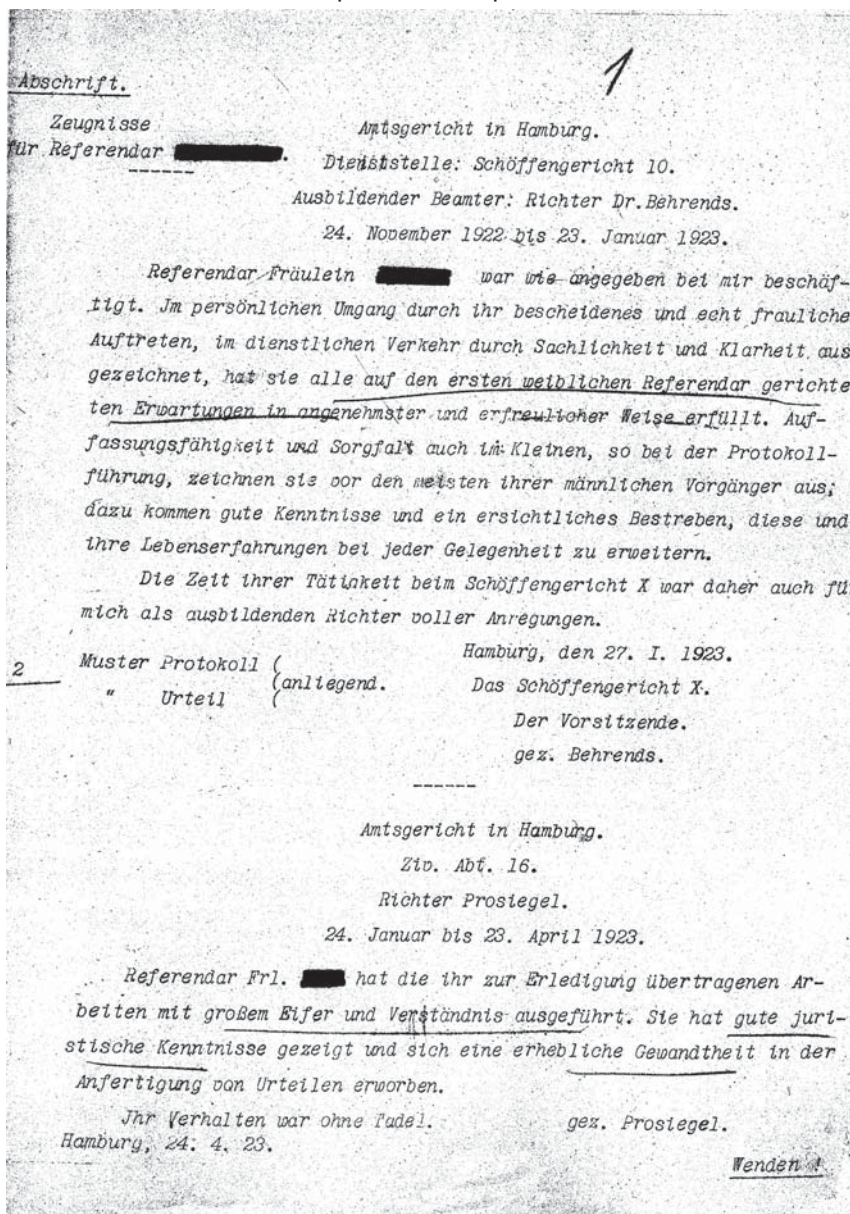 1
Abschrift.
Zeugnisse
für Referendar
Amtsgericht in Hamburg.
Dienststelle: Schöffengericht 10.
Ausbildender Beamter: Richter Dr.Behrends.
24. November 1922 bis 23. Januar 1923.
Referendar Fräulein war wie angegeben bei mir beschäf-
tigt. Jm persönlichen Umgang durch ihr bescheidenes und echt frauliche
Auftreten, im dienstlichen Verkehr durch Sachlichkeit und Klarheit aus
gezeichnet, hat sie alle auf den ersten weiblichen Referendar gerichte
ten Erwartungen in angenehmster und erfreulicher Weise erfüllt. Auf-
fassungsfähigkeit und Sorgfalt auch im Kleinen, so bei der Protokoll-
führung, zeichnen sie vor den meisten ihrer männlichen Vorgänger aus;
dazu kommen gute Kenntnisse und ein ersichtliches Bestreben, diese und
ihre Lebenserfahrungen bei jeder Gelegenheit zu erweitern.
Die Zeit ihrer Tätigkeit beim Schöffengericht X war daher auch fü
mich als ausbildenden Richter voller Anregungen.
2
Muster Protokoll (
" Urteil (
(anliegend.
Hamburg, den 27. I. 1923.
Das Schöffengericht X.
Der Vorsitzende.
gez. Behrends.
------
Amtsgericht in Hamburg.
Ziv. Abt. 16.
Richter Prosiegel.
24. Januar bis 23. April 1923.
Referendar Frl. hat die ihr zur Erledigung übertragenen Ar-
beiten mit großem Eifer und Verständnis ausgeführt. Sie hat gute juri-
stische Kenntnisse gezeigt und sich eine erhebliche Gewandtheit in der
Anfertigung von Urteilen erworben.
Jhr Verhalten war ohne Tadel. gez. Prosiegel.
Hamburg, 24. 4. 23.
Wenden !